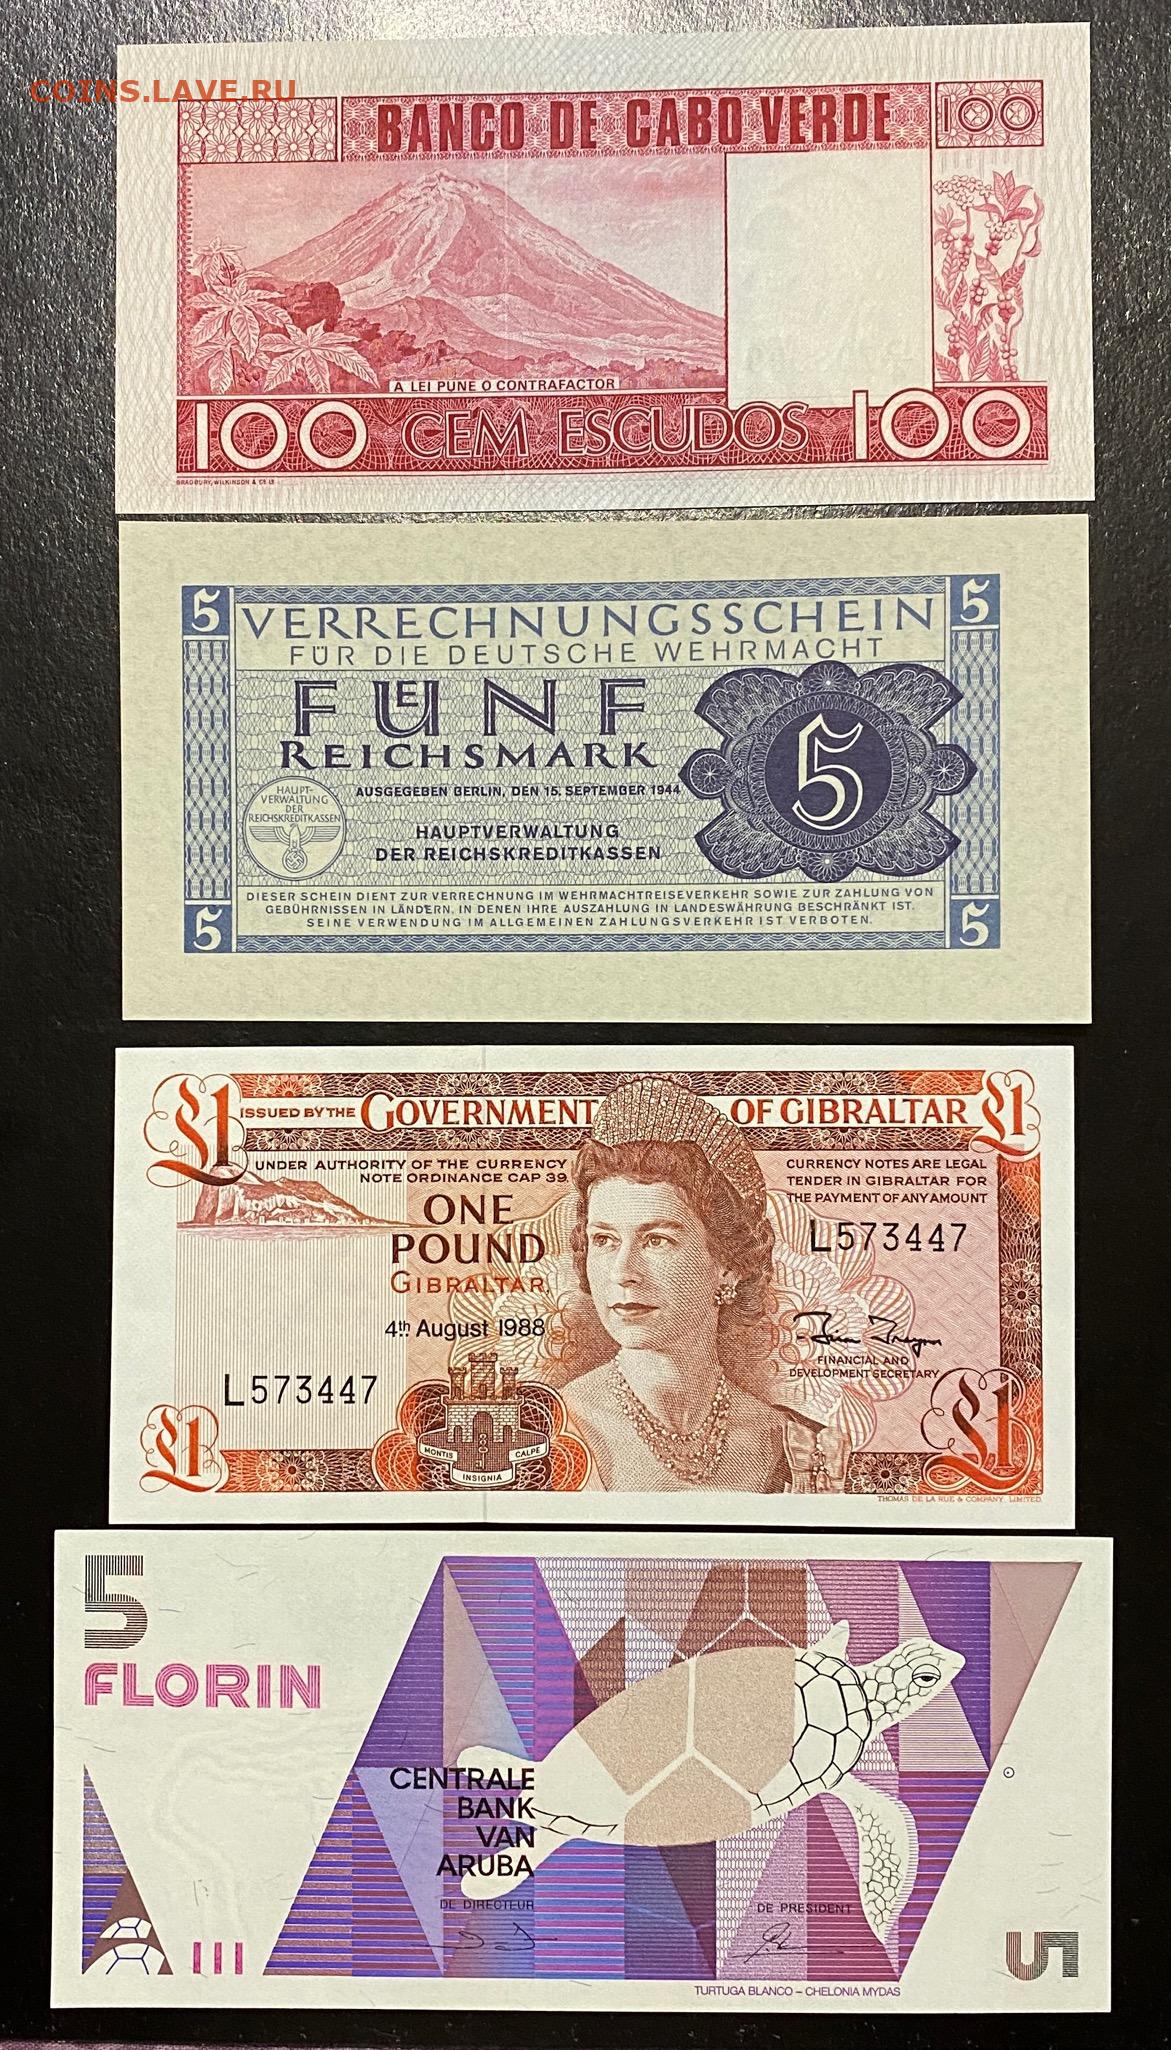 COINS.LAVE.RU
BANCO DE CABO VERDE
100
A LEI PUNE O CONTRAFACTOR
100 CEM ESCUDOS 100
BRADBURY, WILKINSON & Cº Lº
5 VERRECHNUNGSSCHEIN 5
FÜR DIE DEUTSCHE WEHRMACHT
FUENF
REICHSMARK
5
AUSGEGEBEN BERLIN, DEN 15. SEPTEMBER 1944
HAUPT-
VERWALTUNG
DER
REICHSKREDITKASSEN
HAUPTVERWALTUNG
DER REICHSKREDITKASSEN
DIESER SCHEIN DIENT ZUR VERRECHNUNG IM WEHRMACHTREISEVERKEHR SOWIE ZUR ZAHLUNG VON
GEBÜHRNISSEN IN LÄNDERN, IN DENEN IHRE AUSZAHLUNG IN LANDESWÄHRUNG BESCHRÄNKT IST.
SEINE VERWENDUNG IM ALLGEMEINEN ZAHLUNGSVERKEHR IST VERBOTEN.
5 5
£1 ISSUED BY THE GOVERNMENT OF GIBRALTAR £1
UNDER AUTHORITY OF THE CURRENCY
NOTE ORDINANCE CAP 39.
CURRENCY NOTES ARE LEGAL
TENDER IN GIBRALTAR FOR
THE PAYMENT OF ANY AMOUNT
ONE
POUND
GIBRALTAR,
4th August 1988
L573447
L573447
FINANCIAL AND
DEVELOPMENT SECRETARY
MONTIS CALPE
INSIGNIA
£1 £1
THOMAS DE LA RUE & COMPANY, LIMITED.
5
FLORIN
CENTRALE
BANK
VAN
ARUBA
DE DIRECTEUR
DE PRESIDENT
5
TURTUGA BLANCO – CHELONIA MYDAS